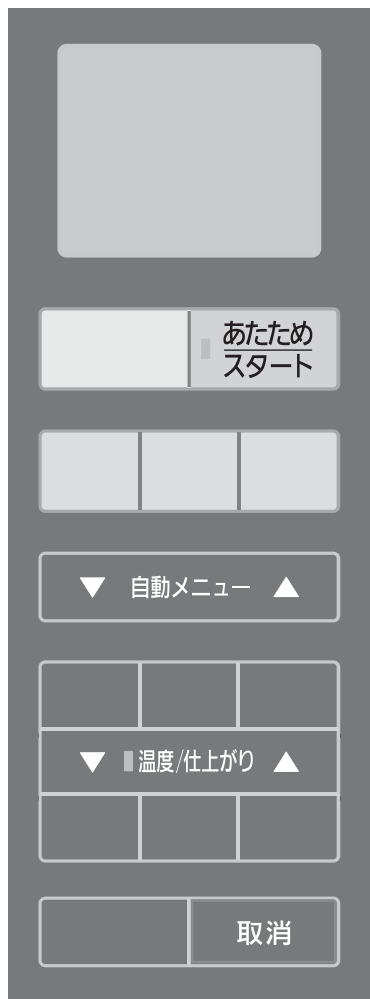 あたため
スタート
▼ 自動メニュー ▲
▼ 温度/仕上がり ▲
取消